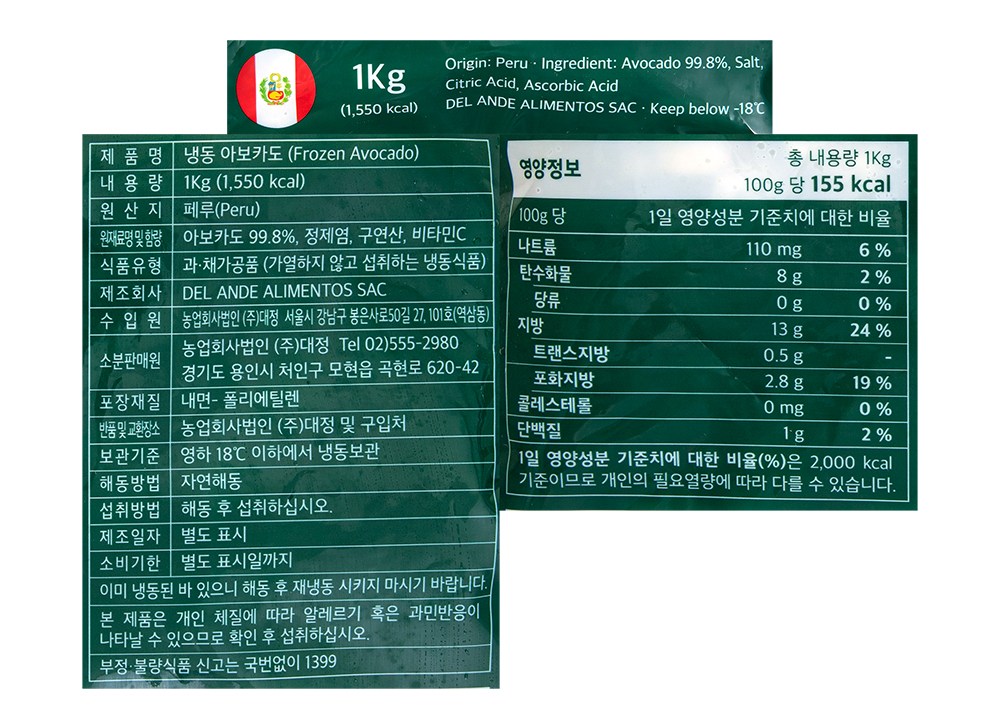 1Kg
(1,550 kcal)
Origin: Peru · Ingredient: Avocado 99.8%, Salt,
Citric Acid, Ascorbic Acid
DEL ANDE ALIMENTOS SAC · Keep below -18℃
제 품 명 냉동 아보카도 (Frozen Avocado)
내 용 량 1Kg (1,550 kcal)
원 산 지 페루(Peru)
원재료명 및 함량 아보카도 99.8%, 정제염, 구연산, 비타민C
식품유형 과·채가공품 (가열하지 않고 섭취하는 냉동식품)
제조회사 DEL ANDE ALIMENTOS SAC
수 입 원 농업회사법인 (주)대정 서울시 강남구 봉은사로50길 27, 101호(역삼동)
소분판매원 농업회사법인 (주)대정 Tel 02)555-2980
경기도 용인시 처인구 모현읍 곡현로 620-42
포장재질 내면- 폴리에틸렌
반품 및 교환장소 농업회사법인 (주)대정 및 구입처
보관기준 영하 18℃ 이하에서 냉동보관
해동방법 자연해동
섭취방법 해동 후 섭취하십시오.
제조일자 별도 표시
소비기한 별도 표시일까지
이미 냉동된 바 있으니 해동 후 재냉동 시키지 마시기 바랍니다.
본 제품은 개인 체질에 따라 알레르기 혹은 과민반응이
나타날 수 있으므로 확인 후 섭취하십시오.
부정·불량식품 신고는 국번없이 1399
영양정보
총 내용량 1Kg
100g 당 155 kcal
100g 당 1일 영양성분 기준치에 대한 비율
나트륨 110 mg 6 %
탄수화물 8 g 2 %
당류 0 g 0 %
지방 13 g 24 %
트랜스지방 0.5 g -
포화지방 2.8 g 19 %
콜레스테롤 0 mg 0 %
단백질 1 g 2 %
1일 영양성분 기준치에 대한 비율(%)은 2,000 kcal
기준이므로 개인의 필요열량에 따라 다를 수 있습니다.